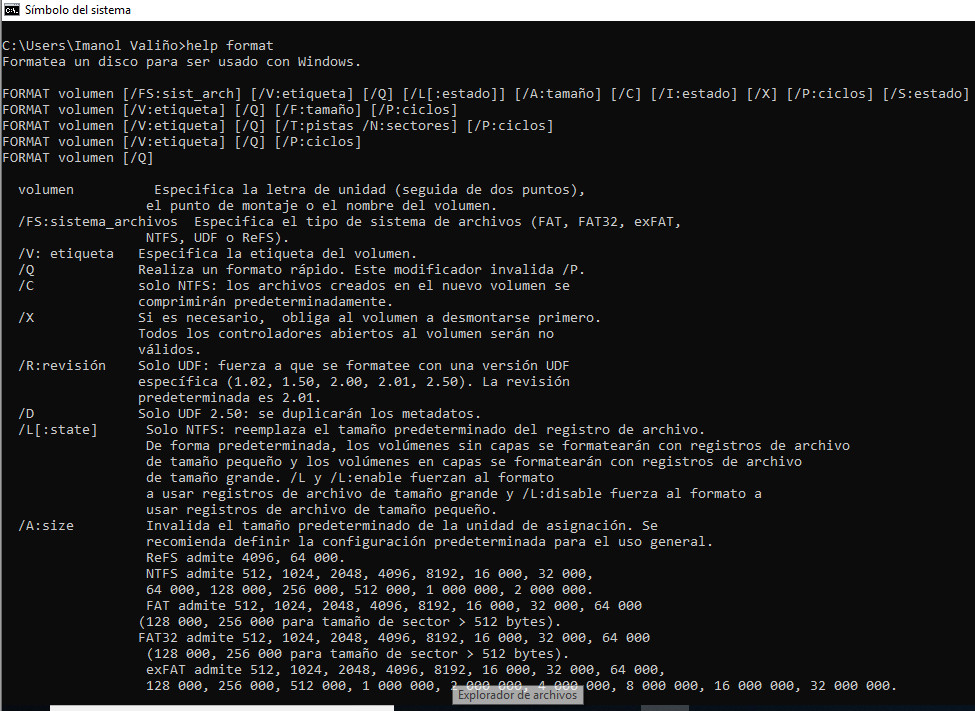 Símbolo del sistema
C:\Users\Imanol Valiño>help format
Formatea un disco para ser usado con Windows.
FORMAT volumen [/FS:sist_arch] [/V:etiqueta] [/Q] [/L[:estado]] [/A:tamaño] [/C] [/I:estado] [/X] [/P:ciclos] [/S:estado]
FORMAT volumen [/V:etiqueta] [/Q] [/F:tamaño] [/P:ciclos]
FORMAT volumen [/V:etiqueta] [/Q] [/T:pistas /N:sectores] [/P:ciclos]
FORMAT volumen [/V:etiqueta] [/Q] [/P:ciclos]
FORMAT volumen [/Q]
volumen Especifica la letra de unidad (seguida de dos puntos),
el punto de montaje o el nombre del volumen.
/FS:sistema_archivos Especifica el tipo de sistema de archivos (FAT, FAT32, exFAT,
NTFS, UDF o ReFS).
/V: etiqueta Especifica la etiqueta del volumen.
/Q Realiza un formato rápido. Este modificador invalida /P.
/C solo NTFS: los archivos creados en el nuevo volumen se
comprimirán predeterminadamente.
/X Si es necesario, obliga al volumen a desmontarse primero.
Todos los controladores abiertos al volumen serán no
válidos.
/R:revisión Solo UDF: fuerza a que se formatee con una versión UDF
específica (1.02, 1.50, 2.00, 2.01, 2.50). La revisión
predeterminada es 2.01.
/D Solo UDF 2.50: se duplicarán los metadatos.
/L[:state] Solo NTFS: reemplaza el tamaño predeterminado del registro de archivo.
De forma predeterminada, los volúmenes sin capas se formatearán con registros de archivo
de tamaño pequeño y los volúmenes en capas se formatearán con registros de archivo
de tamaño grande. /L y /L:enable fuerzan al formato
a usar registros de archivo de tamaño grande y /L:disable fuerza al formato a
usar registros de archivo de tamaño pequeño.
/A:size Invalida el tamaño predeterminado de la unidad de asignación. Se
recomienda definir la configuración predeterminada para el uso general.
ReFS admite 4096, 64 000.
NTFS admite 512, 1024, 2048, 4096, 8192, 16 000, 32 000,
64 000, 128 000, 256 000, 512 000, 1 000 000, 2 000 000.
FAT admite 512, 1024, 2048, 4096, 8192, 16 000, 32 000, 64 000
(128 000, 256 000 para tamaño de sector > 512 bytes).
FAT32 admite 512, 1024, 2048, 4096, 8192, 16 000, 32 000, 64 000
(128 000, 256 000 para tamaño de sector > 512 bytes).
exFAT admite 512, 1024, 2048, 4096, 8192, 16 000, 32 000, 64 000,
128 000, 256 000, 512 000, 1 000 000, 2 000 000, 4 000 000, 8 000 000, 16 000 000, 32 000 000.
Explorador de archivos